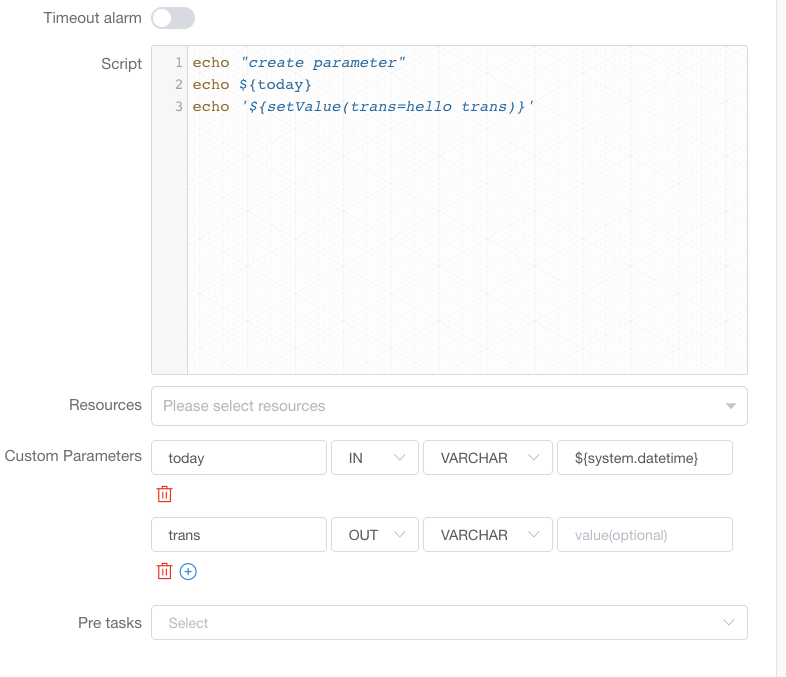 Timeout alarm
Script
1 echo "create parameter"
2 echo ${today}
3 echo '${setValue(trans=hello trans)}'
Resources Please select resources
Custom Parameters today IN VARCHAR ${system.datetime}
trans OUT VARCHAR value(optional)
Pre tasks Select